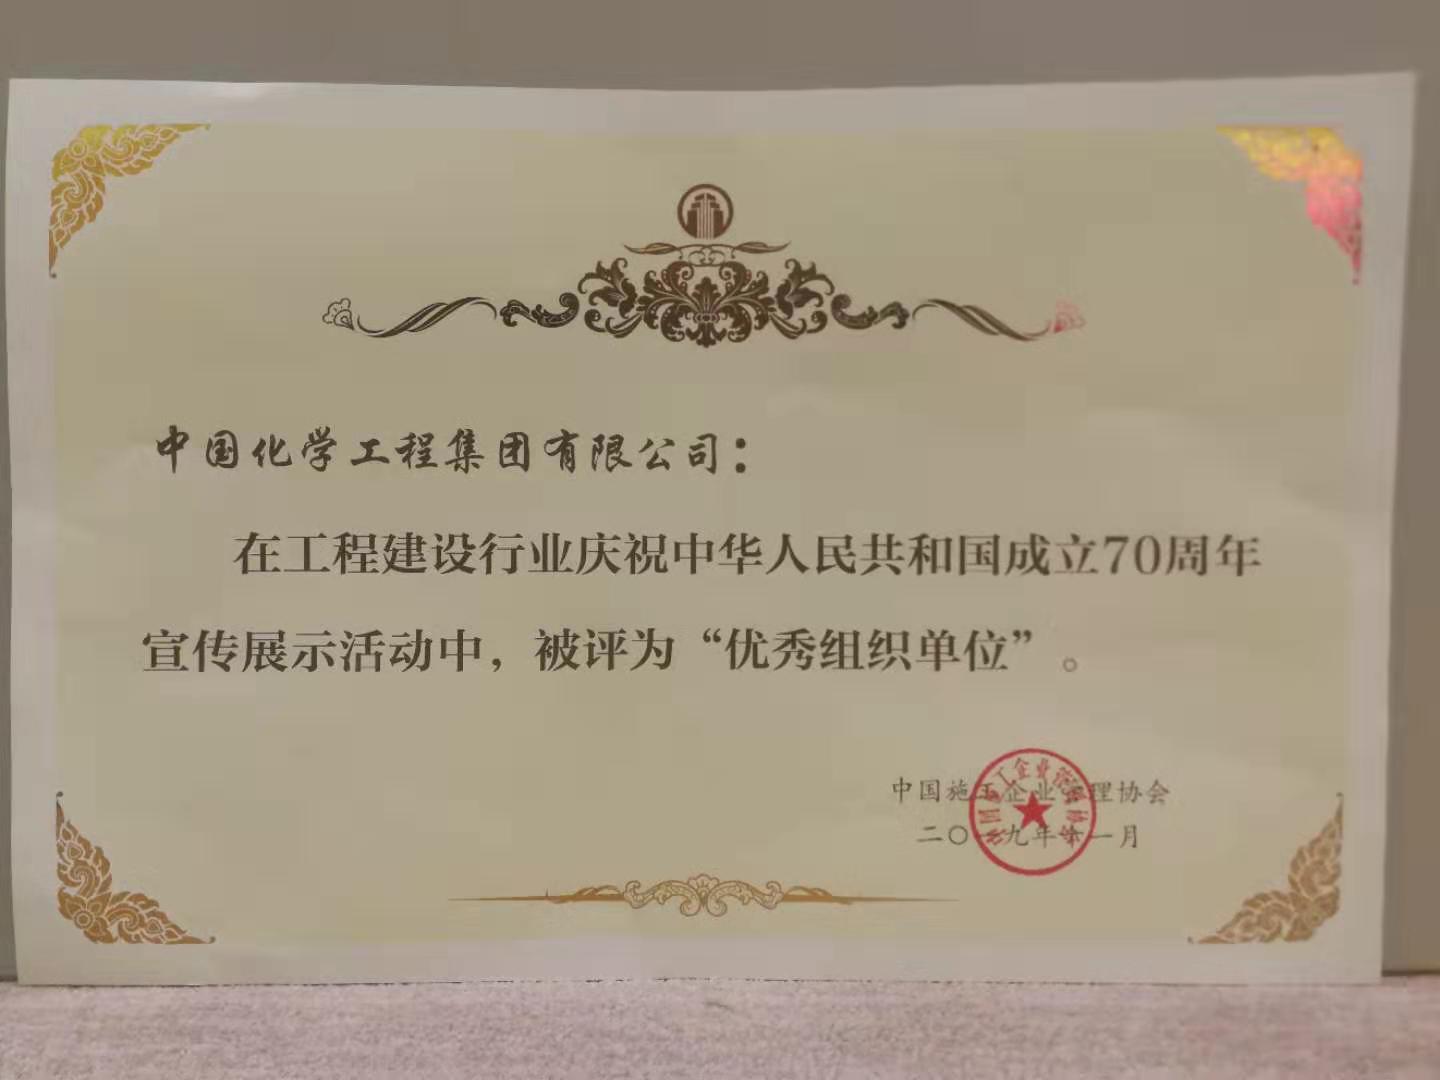 中国化学工程集团有限公司：
在工程建设行业庆祝中华人民共和国成立70周年
宣传展示活动中，被评为“优秀组织单位”。
中国施工企业管理协会
二〇一九年十一月